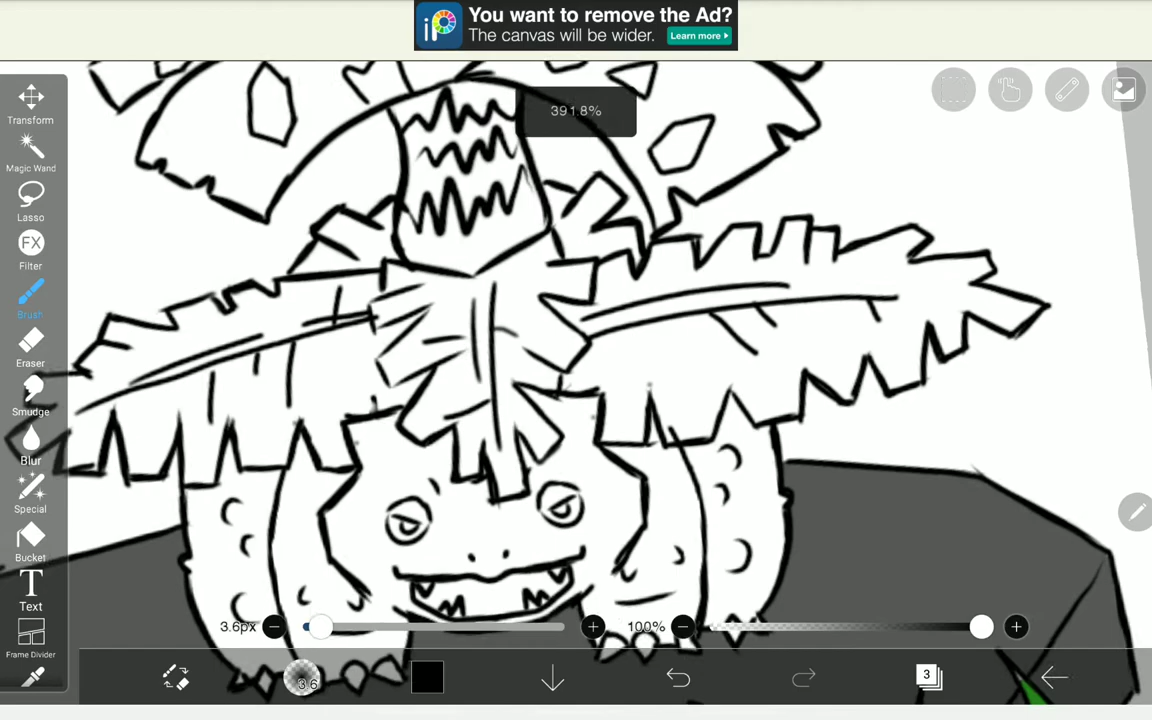 iP
You want to remove the Ad?
The canvas will be wider.
Learn more
391.8%
Transform
Magic Wand
Lasso
FX
Filter
Brush
Eraser
Smudge
Blur
Special
Bucket
T
Text
Frame Divider
3.6px
100%
3.6
3